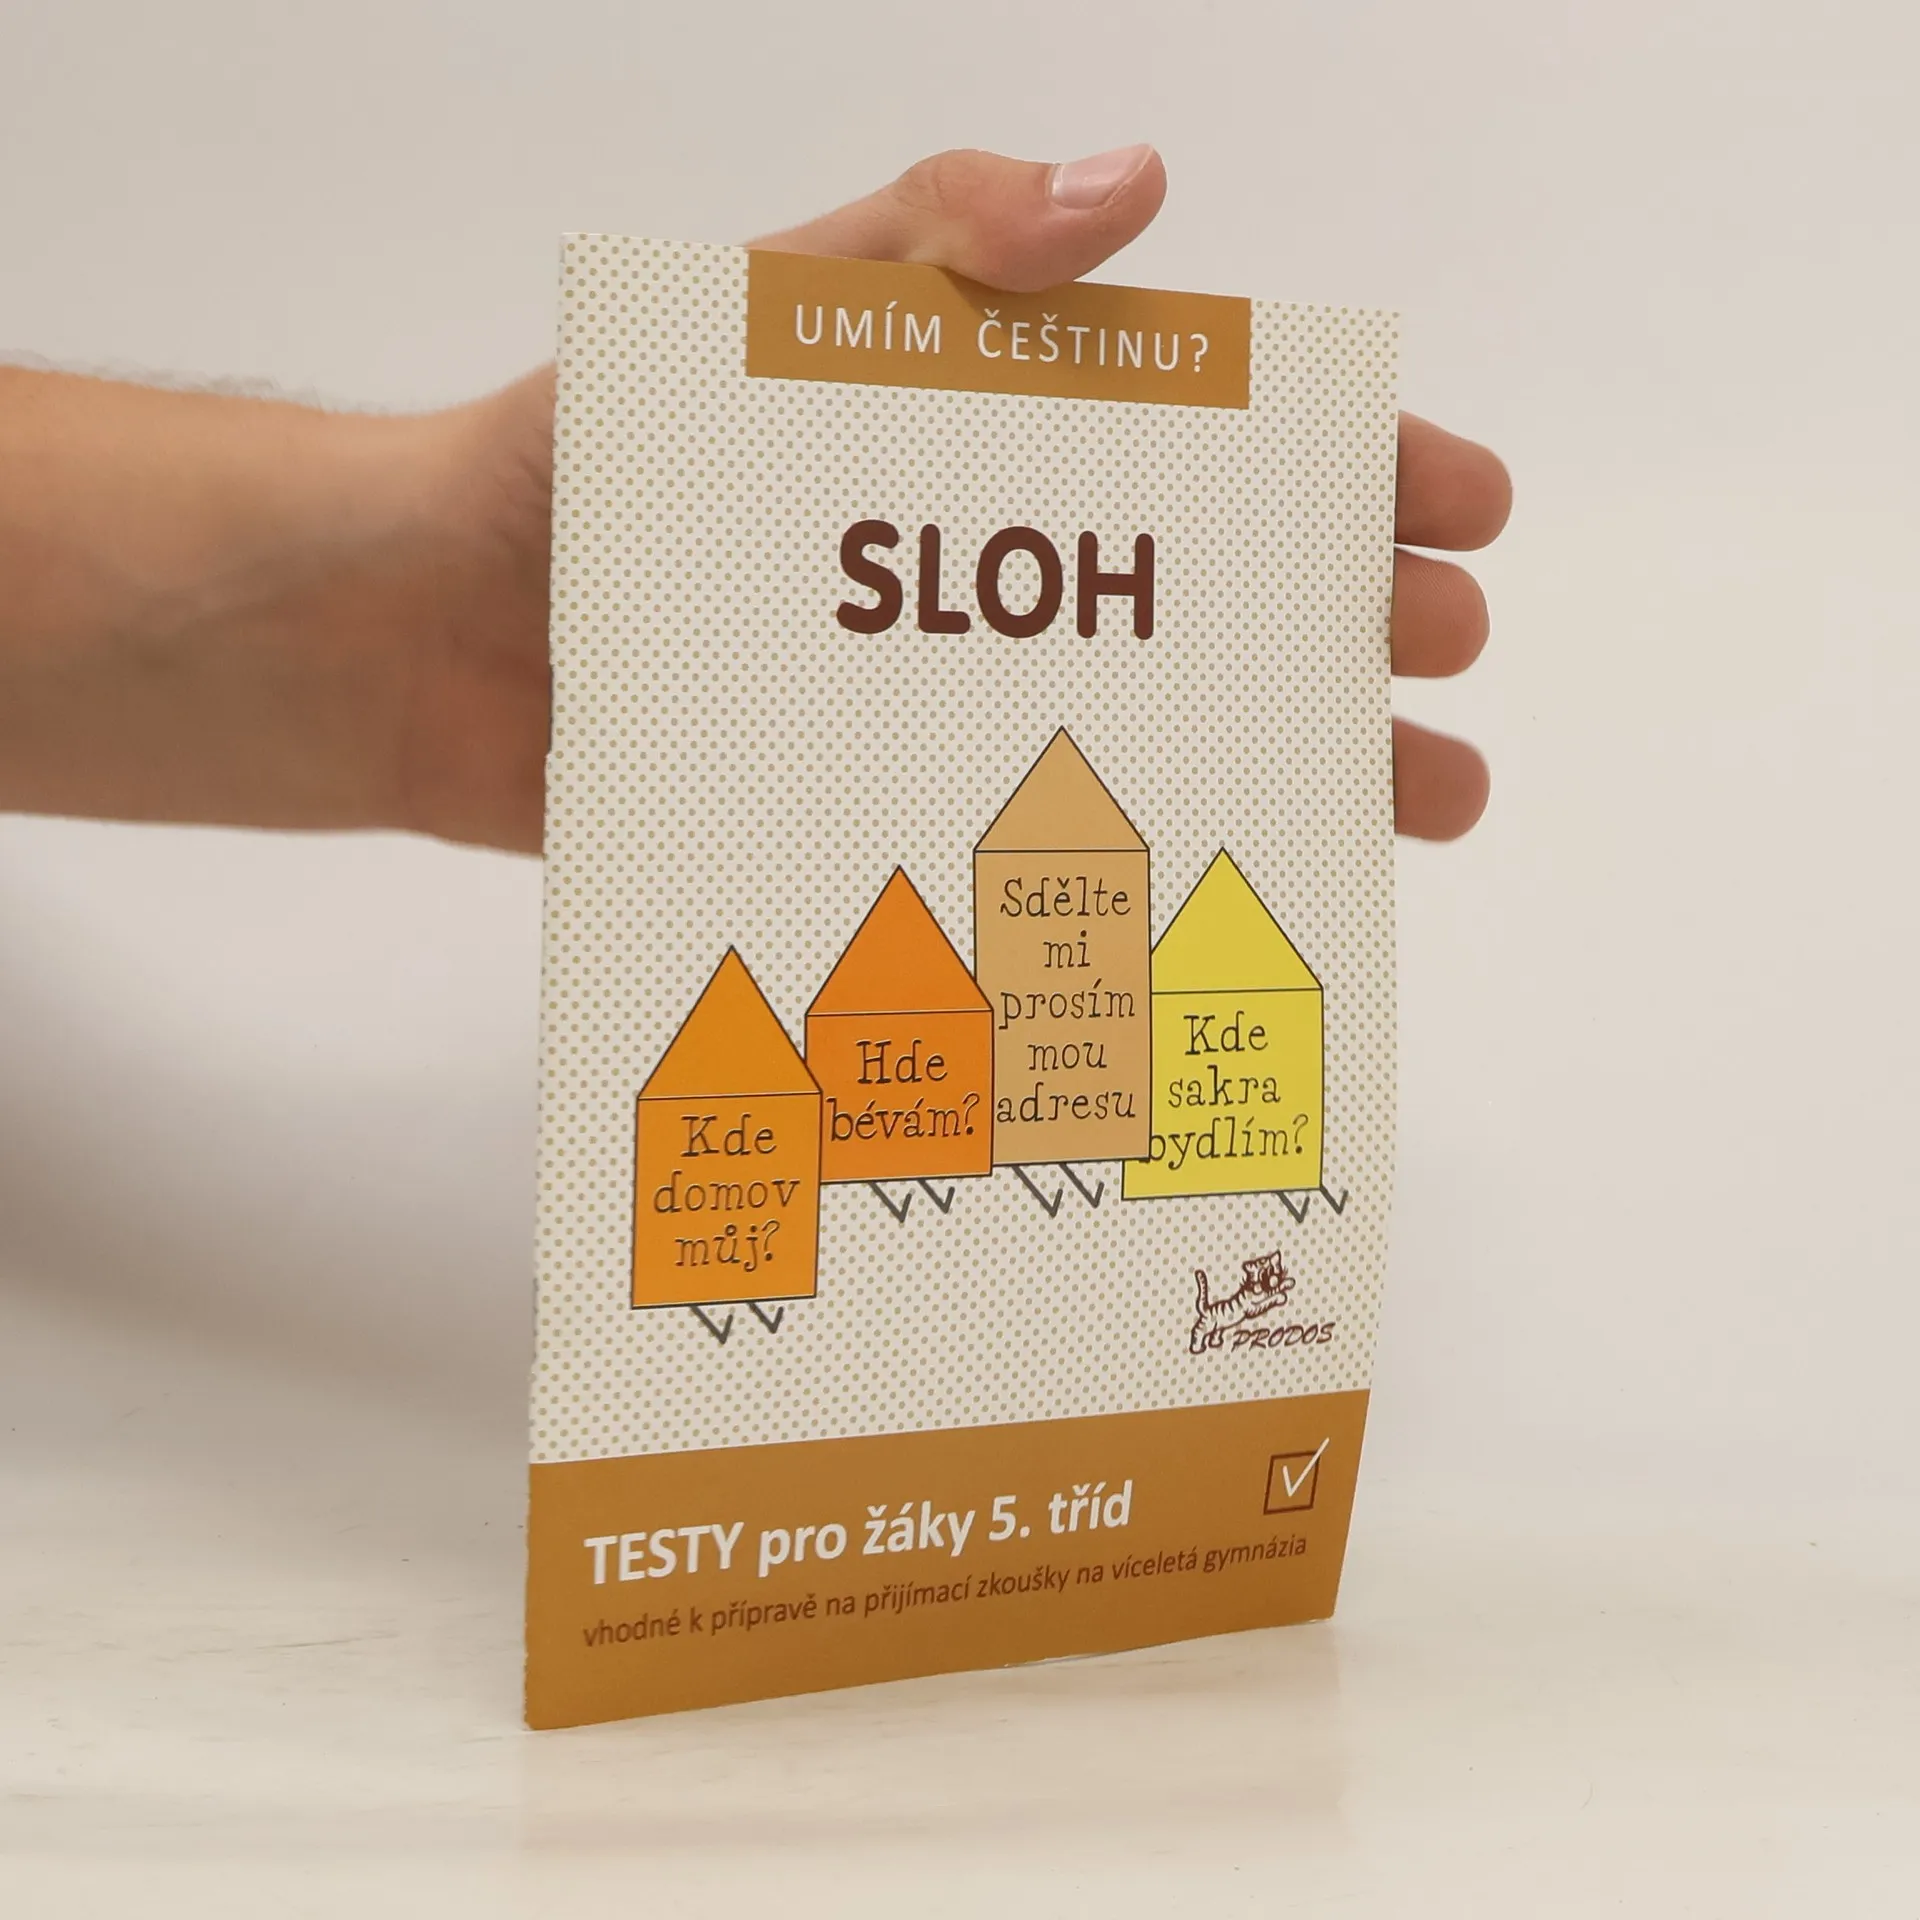 UMÍM ČEŠTINU?
SLOH
Kde
domov
můj?
Hde
bévám?
Sdělte
mi
prosím
mou
adresu
Kde
sakra
bydlím?
PRODOS
TESTY pro žáky 5. tříd
vhodné k přípravě na přijímací zkoušky na víceletá gymnázia